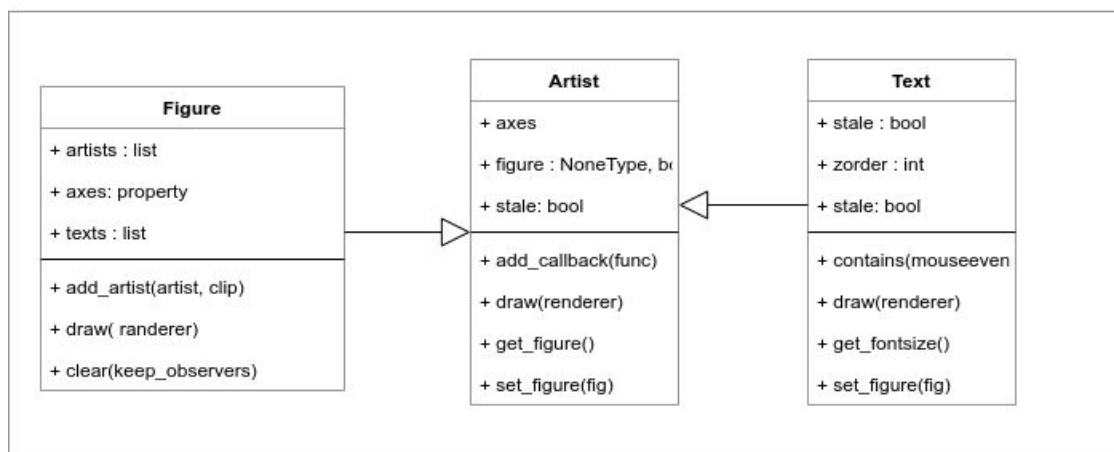 Figure
+ artists : list
+ axes: property
+ texts : list
+ add_artist(artist, clip)
+ draw( randerer)
+ clear(keep_observers)
Artist
+ axes
+ figure : NoneType, bo
+ stale: bool
+ add_callback(func)
+ draw(renderer)
+ get_figure()
+ set_figure(fig)
Text
+ stale : bool
+ zorder : int
+ stale: bool
+ contains(mouseeven
+ draw(renderer)
+ get_fontsize()
+ set_figure(fig)